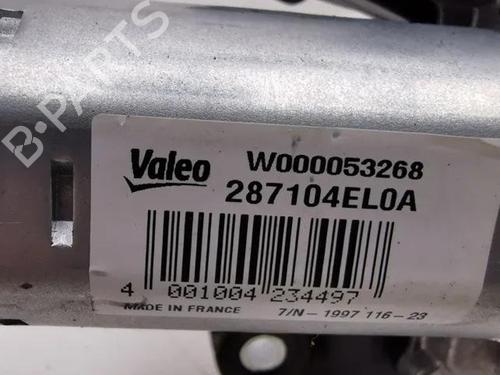 B-PARTS
Valeo W000053268
287104EL0A
4 001004 234497
MADE IN FRANCE 7/N-1997 116-23